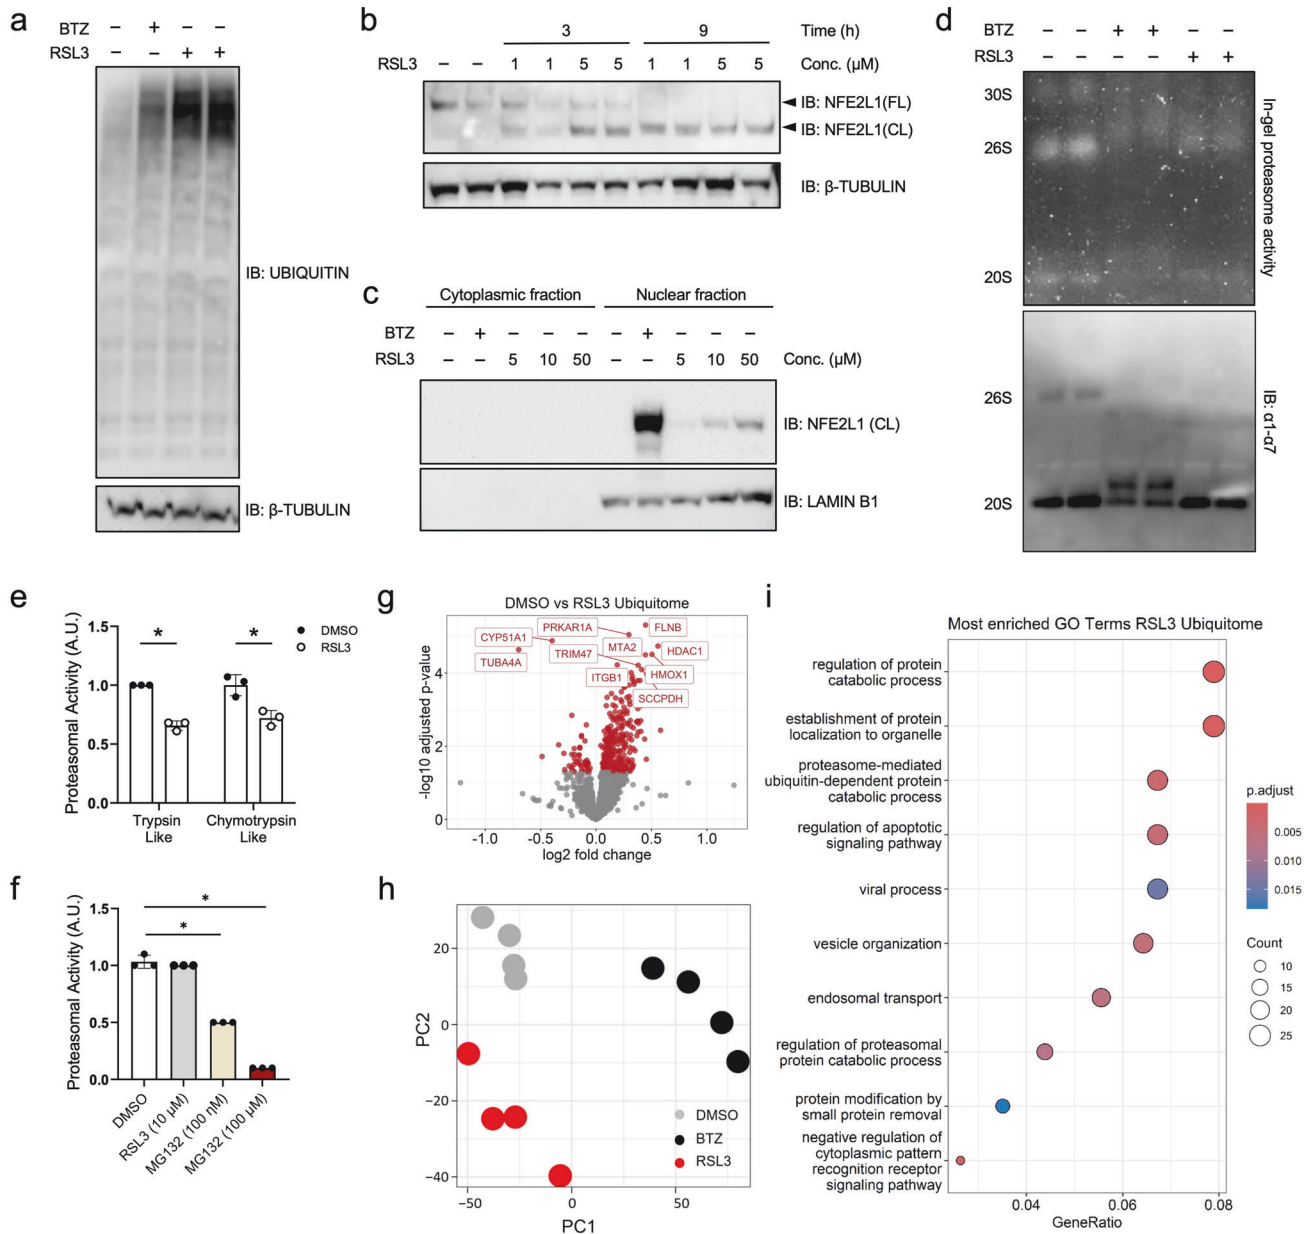 a
BTZ – + – –
RSL3 – – + +
IB: UBIQUITIN
IB: β-TUBULIN
b
3 9 Time (h)
RSL3 – – 1 1 5 5 1 1 5 5 Conc. (μM)
IB: NFE2L1(FL)
IB: NFE2L1(CL)
IB: β-TUBULIN
c
Cytoplasmic fraction Nuclear fraction
BTZ – + – – – – + – – –
RSL3 – – 5 10 50 – – 5 10 50 Conc. (μM)
IB: NFE2L1 (CL)
IB: LAMIN B1
d
BTZ – – + + – –
RSL3 – – – – + +
30S
26S
20S
In-gel proteasome activity
26S
20S
IB: α1-α7
e
Proteasomal Activity (A.U.)
1.5
1.0
0.5
0.0
* *
DMSO
RSL3
Trypsin
Like
Chymotrypsin
Like
f
Proteasomal Activity (A.U.)
1.5
1.0
0.5
0.0
*
*
DMSO
RSL3 (10 μM)
MG132 (100 nM)
MG132 (100 μM)
g
DMSO vs RSL3 Ubiquitome
-log10 adjusted p-value
4
2
0
PRKAR1A
FLNB
CYP51A1
MTA2
HDAC1
TRIM47
TUBA4A
ITGB1
HMOX1
SCCPDH
-1.0 -0.5 0.0 0.5 1.0
log2 fold change
h
PC2
20
0
−20
−40
DMSO
BTZ
RSL3
−50 0 50
PC1
i
Most enriched GO Terms RSL3 Ubiquitome
regulation of protein
catabolic process
establishment of protein
localization to organelle
proteasome-mediated
ubiquitin-dependent protein
catabolic process
regulation of apoptotic
signaling pathway
viral process
vesicle organization
endosomal transport
regulation of proteasomal
protein catabolic process
protein modification by
small protein removal
negative regulation of
cytoplasmic pattern
recognition receptor
signaling pathway
0.04 0.06 0.08
GeneRatio
p.adjust
0.005
0.010
0.015
Count
10
15
20
25